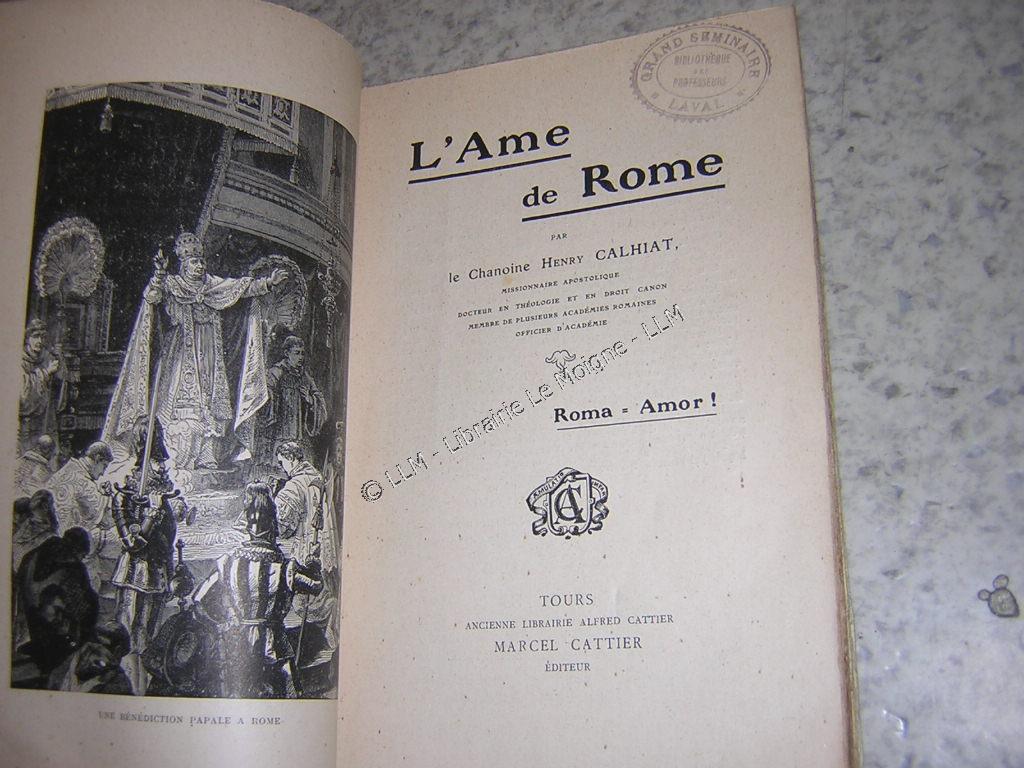 GRAND SEMINAIRE
BIBLIOTHÈQUE
DES
PROFESSEURS
LAVAL
L'Ame
de Rome
PAR
le Chanoine HENRY CALHIAT,
MISSIONNAIRE APOSTOLIQUE
DOCTEUR EN THÉOLOGIE ET EN DROIT CANON
MEMBRE DE PLUSIEURS ACADÉMIES ROMAINES
OFFICIER D'ACADÉMIE
© LLM - Librairie Le Moigne - LLM
Roma = Amor !
AC
TOURS
ANCIENNE LIBRAIRIE ALFRED CATTIER
MARCEL CATTIER
ÉDITEUR
UNE BÉNÉDICTION PAPALE A ROME